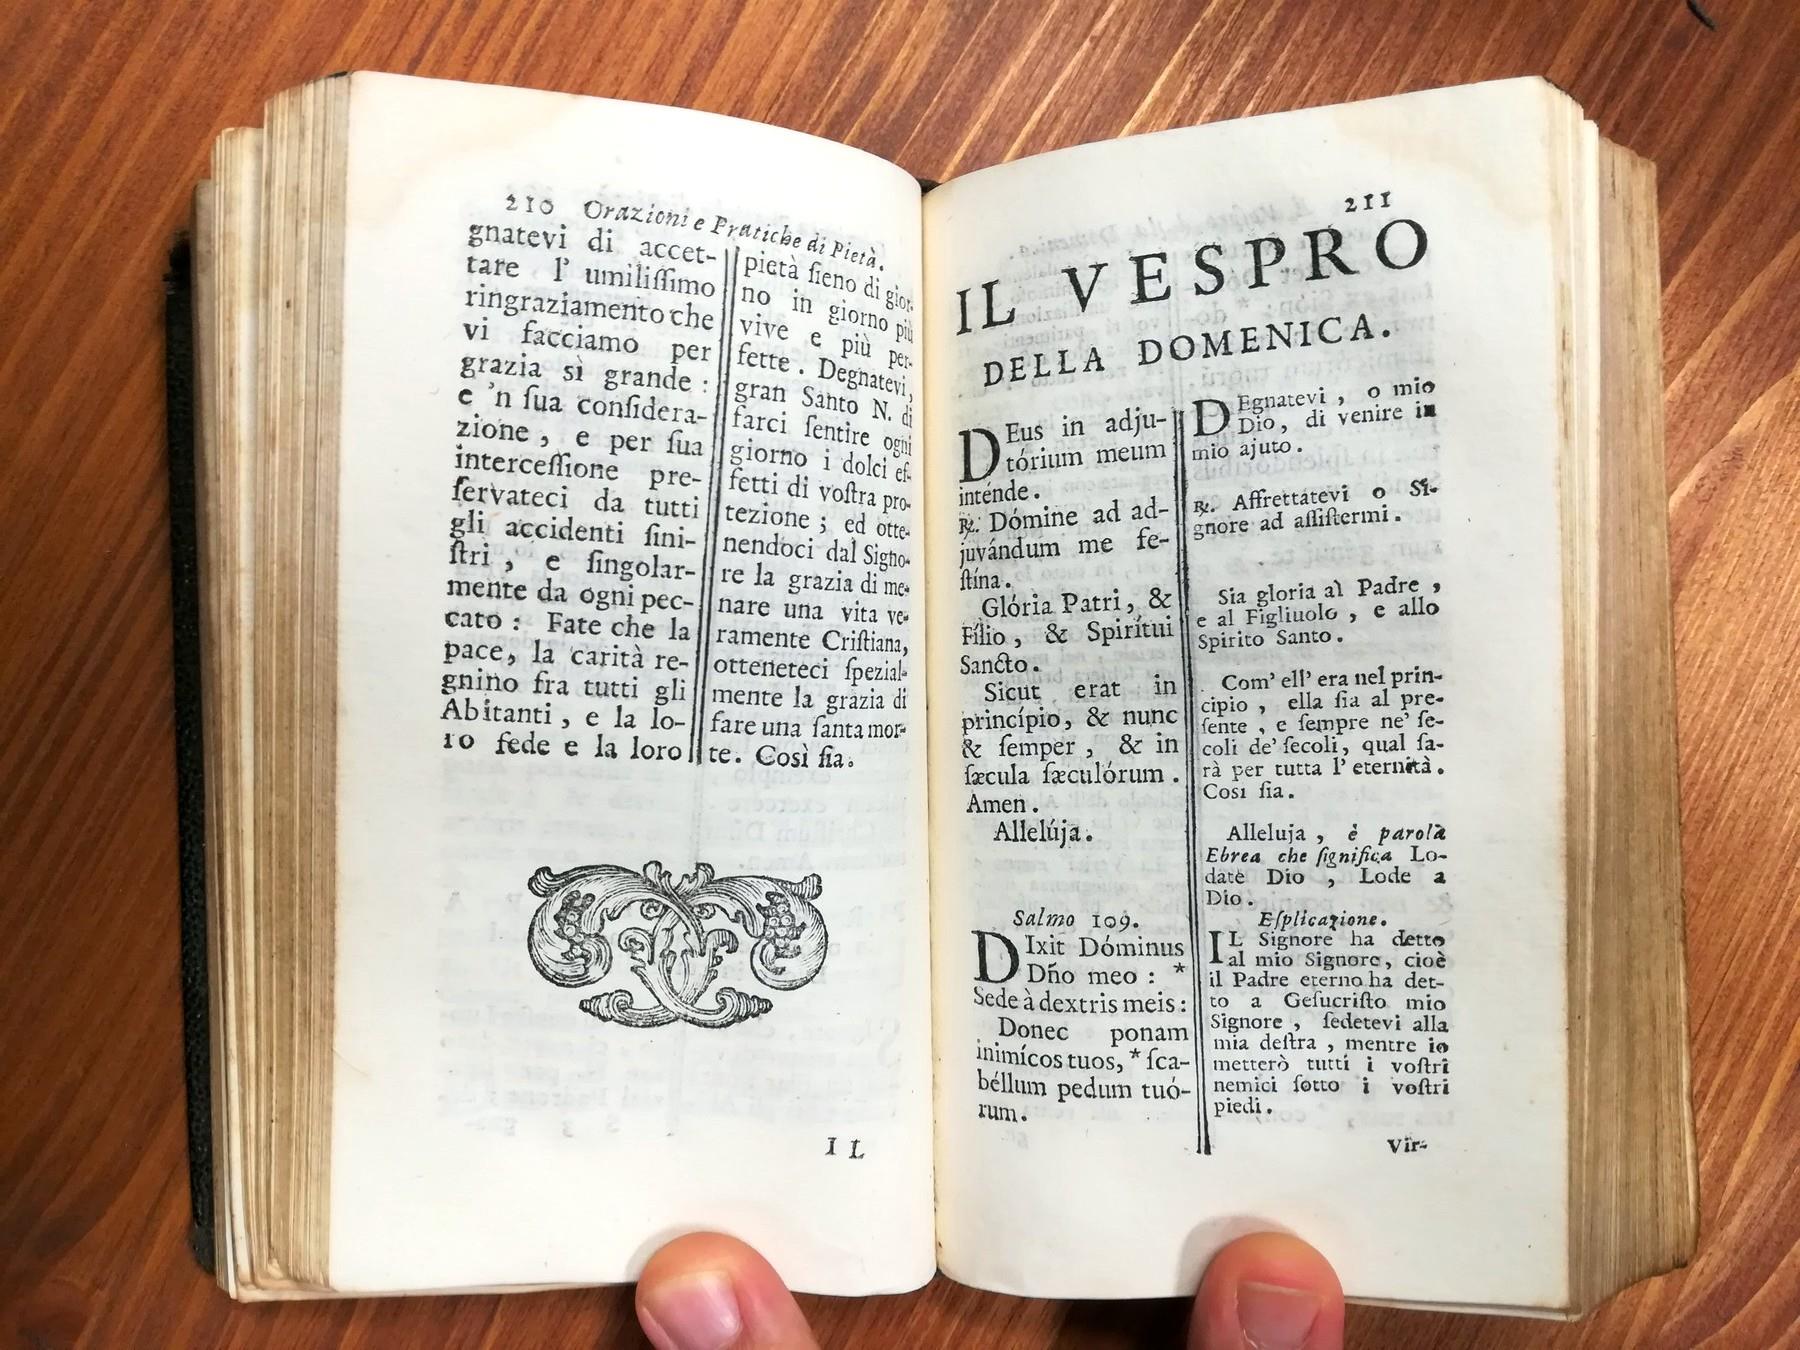 210 Orazioni e Pratiche di Pietà.
gnatevi di accet-
tare l' umiliſſimo
ringraziamento che
vi facciamo per
grazia sì grande :
e 'n ſua conſidera-
zione , e per ſua
interceſſione pre-
ſervateci da tutti
gli accidenti ſini-
ſtri , e ſingolar-
mente da ogni pec-
cato : Fate che la
pace, la carità re-
gnino fra tutti gli
Abitanti , e la lo-
ro fede e la loro
pietà ſieno di gior-
no in giorno più
vive e più per-
fette . Degnatevi,
gran Santo N. di
farci ſentire ogni
giorno i dolci ef-
fetti di voſtra pro-
tezione ; ed otte-
nendoci dal Signo-
re la grazia di me-
nare una vita ve-
ramente Criſtiana,
otteneteci ſpezial-
mente la grazia di
fare una ſanta mor-
te. Così ſia.
I L
211
IL VESPRO
DELLA DOMENICA.
DEus in adju-
tórium meum
inténde.
℟. Dómine ad ad-
juvándum me fe-
ſtína.
Glória Patri, &
Fílio, & Spirítui
Sancto.
Sicut erat in
princípio, & nunc
& ſemper, & in
ſæcula ſæculórum.
Amen.
Allelúja.
Salmo 109.
DIxit Dóminus
Dño meo : *
Sede à dextris meis:
Donec ponam
inimícos tuos, * ſca-
béllum pedum tuó-
rum.
DEgnatevi , o mio
Dio, di venire in
mio ajuto.
℟. Affrettatevi o Si-
gnore ad aſſiſtermi.
Sia gloria al Padre ,
e al Figliuolo , e allo
Spirito Santo.
Com' ell' era nel prin-
cipio , ella ſia al pre-
ſente , e ſempre ne' ſe-
coli de' ſecoli, qual ſa-
rà per tutta l' eternità.
Così ſia.
Alleluja , è parola
Ebrea che ſignifica Lo-
date Dio , Lode a
Dio.
Eſplicazione.
IL Signore ha detto
al mio Signore, cioè
il Padre eterno ha det-
to a Geſucriſto mio
Signore , ſedetevi alla
mia deſtra , mentre io
metterò tutti i voſtri
nemici ſotto i voſtri
piedi.
Vir-